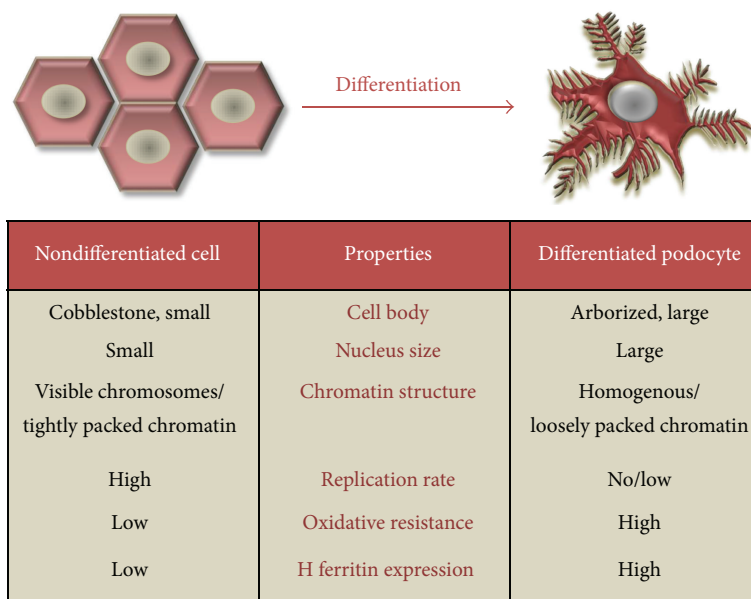 Differentiation
Nondifferentiated cell Properties Differentiated podocyte
Cobblestone, small Cell body Arborized, large
Small Nucleus size Large
Visible chromosomes/ Chromatin structure Homogenous/
tightly packed chromatin loosely packed chromatin
High Replication rate No/low
Low Oxidative resistance High
Low H ferritin expression High